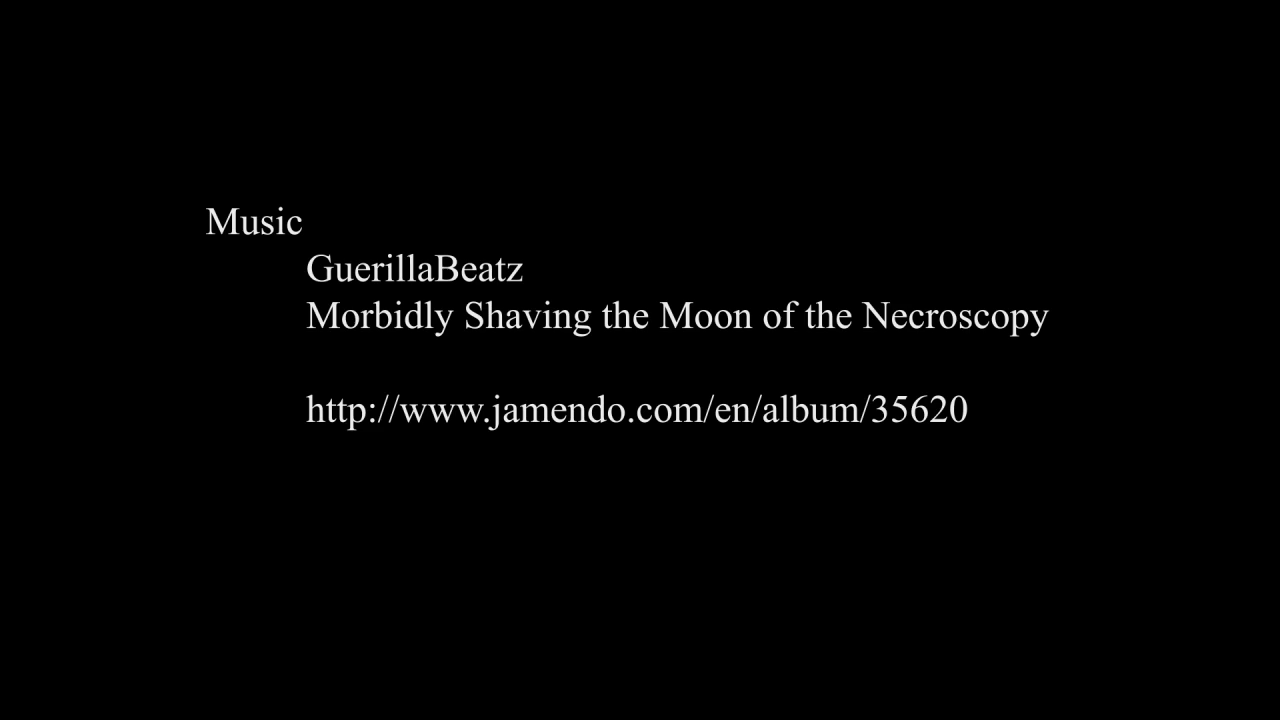 Music
GuerillaBeatz
Morbidly Shaving the Moon of the Necroscopy
http://www.jamendo.com/en/album/35620